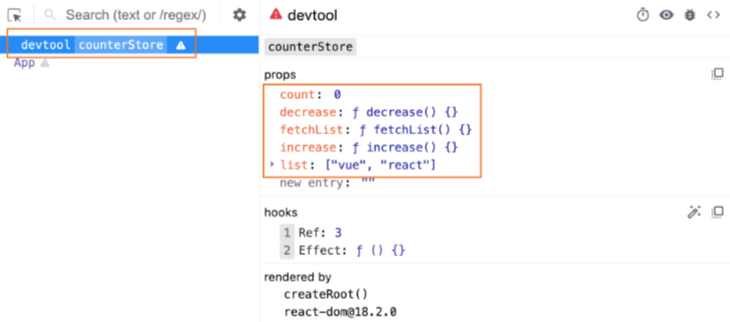 Search (text or /regex/)
devtool counterStore
App
devtool
counterStore
props
count: 0
decrease: ƒ decrease() {}
fetchList: ƒ fetchList() {}
increase: ƒ increase() {}
list: ["vue", "react"]
new entry: ""
hooks
1 Ref: 3
2 Effect: ƒ () {}
rendered by
createRoot()
react-dom@18.2.0